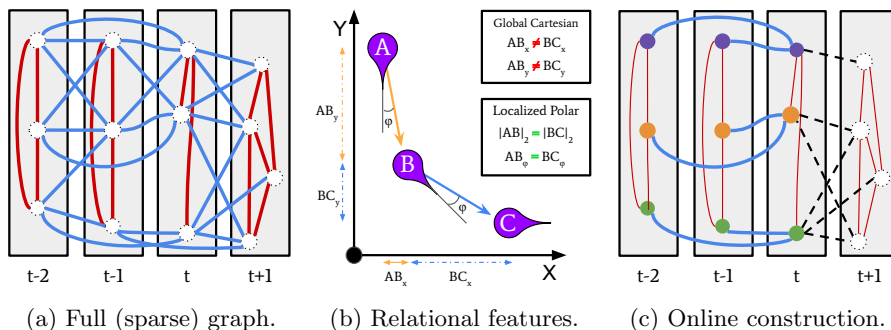 t-2
t-1
t
t+1
(a) Full (sparse) graph.
Y
A
φ
AB_y
B
BC_y
φ
C
X
AB_x
BC_x
Global Cartesian
AB_x ≠ BC_x
AB_y ≠ BC_y
Localized Polar
|AB|_2 = |BC|_2
AB_φ = BC_φ
(b) Relational features.
t-2
t-1
t
t+1
(c) Online construction.